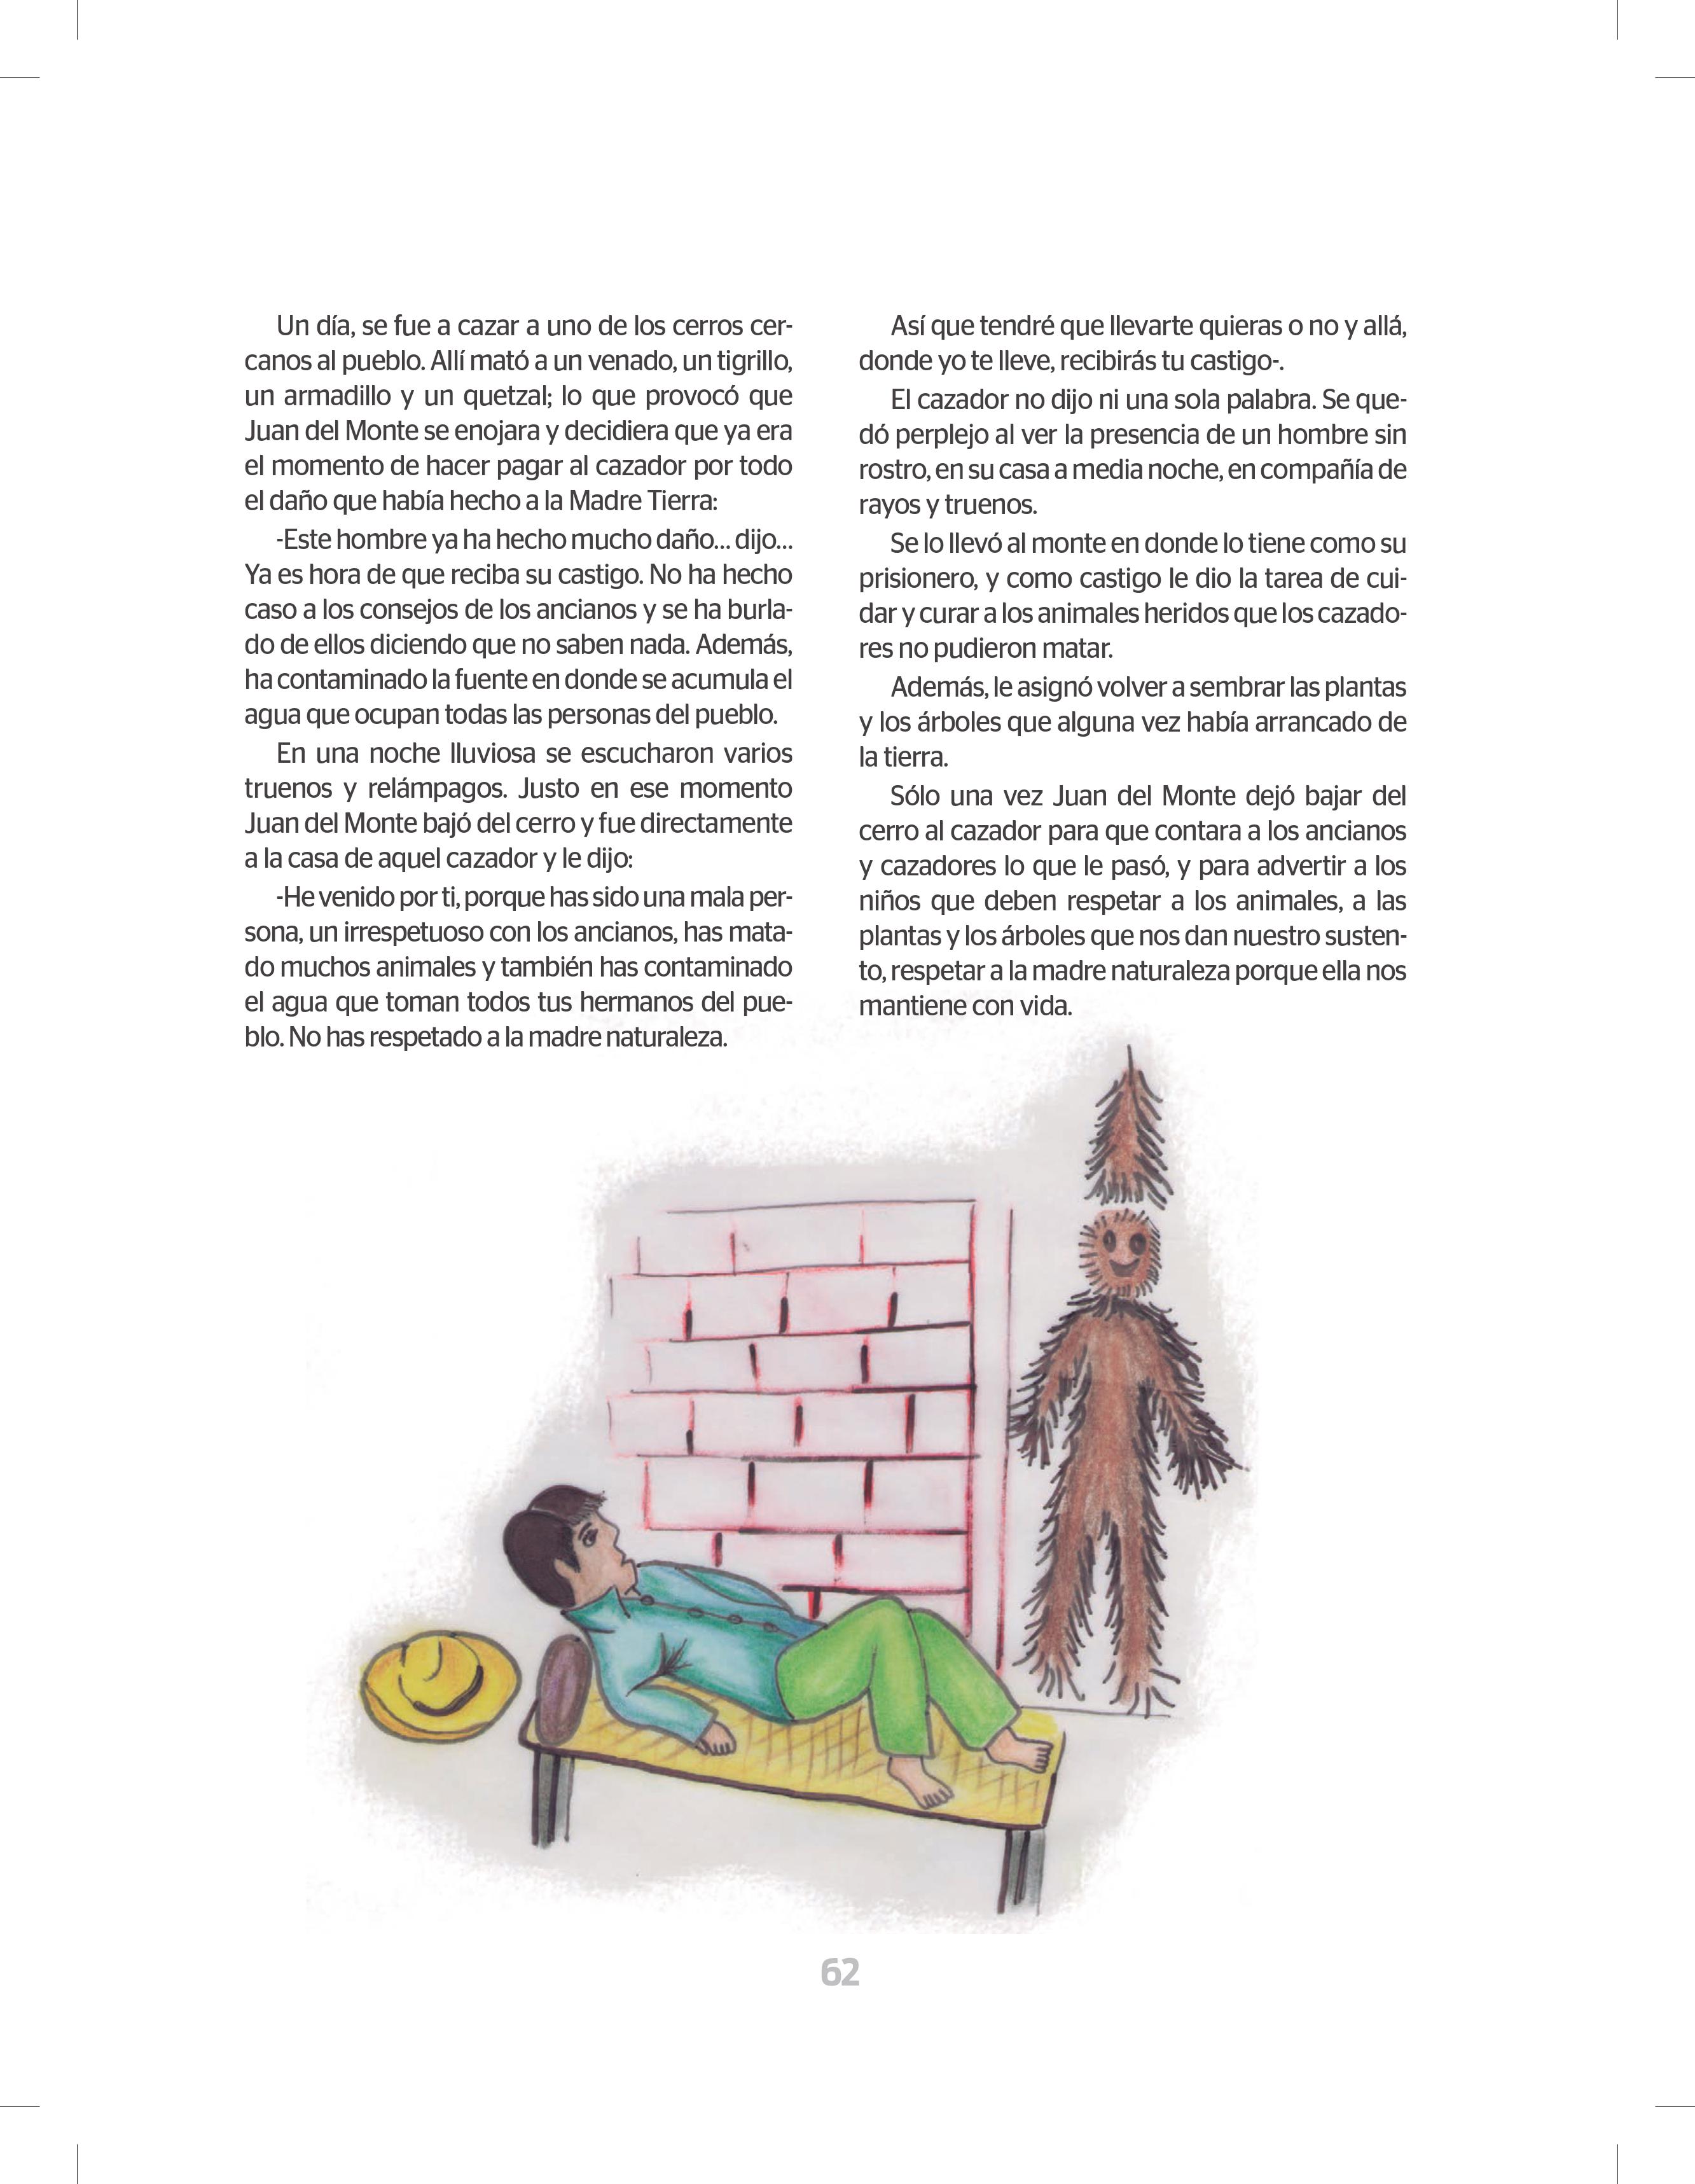 Un día, se fue a cazar a uno de los cerros cer-
canos al pueblo. Allí mató a un venado, un tigrillo,
un armadillo y un quetzal; lo que provocó que
Juan del Monte se enojara y decidiera que ya era
el momento de hacer pagar al cazador por todo
el daño que había hecho a la Madre Tierra:
-Este hombre ya ha hecho mucho daño... dijo...
Ya es hora de que reciba su castigo. No ha hecho
caso a los consejos de los ancianos y se ha burla-
do de ellos diciendo que no saben nada. Además,
ha contaminado la fuente en donde se acumula el
agua que ocupan todas las personas del pueblo.
En una noche lluviosa se escucharon varios
truenos y relámpagos. Justo en ese momento
Juan del Monte bajó del cerro y fue directamente
a la casa de aquel cazador y le dijo:
-He venido por ti, porque has sido una mala per-
sona, un irrespetuoso con los ancianos, has mata-
do muchos animales y también has contaminado
el agua que toman todos tus hermanos del pue-
blo. No has respetado a la madre naturaleza.
Así que tendré que llevarte quieras o no y allá,
donde yo te lleve, recibirás tu castigo-.
El cazador no dijo ni una sola palabra. Se que-
dó perplejo al ver la presencia de un hombre sin
rostro, en su casa a media noche, en compañía de
rayos y truenos.
Se lo llevó al monte en donde lo tiene como su
prisionero, y como castigo le dio la tarea de cui-
dar y curar a los animales heridos que los cazado-
res no pudieron matar.
Además, le asignó volver a sembrar las plantas
y los árboles que alguna vez había arrancado de
la tierra.
Sólo una vez Juan del Monte dejó bajar del
cerro al cazador para que contara a los ancianos
y cazadores lo que le pasó, y para advertir a los
niños que deben respetar a los animales, a las
plantas y los árboles que nos dan nuestro susten-
to, respetar a la madre naturaleza porque ella nos
mantiene con vida.
62